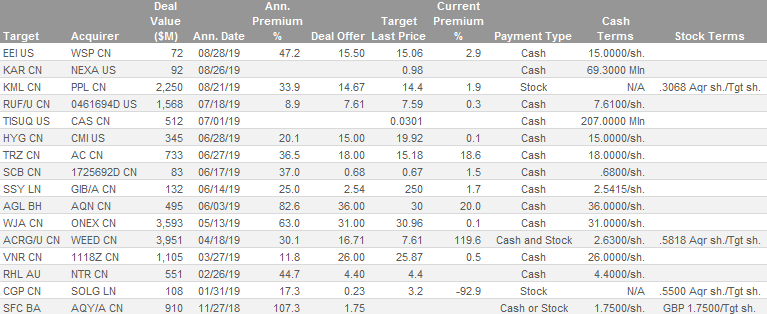 Deal Ann. Target Current
Value Premium Cash
Target Acquirer ($M) Ann. Date % Deal Offer Last Price Premium % Payment Type Terms Stock Terms
EEI US WSP CN 72 08/28/19 47.2 15.50 15.06 2.9 Cash 15.0000/sh.
KAR CN NEXA US 92 08/26/19 0.98 Cash 69.3000 Mln
KML CN PPL CN 2,250 08/21/19 33.9 14.67 14.4 1.9 Stock N/A .3068 Aqr sh./Tgt sh.
RUF/U CN 0461694D US 1,568 07/18/19 8.9 7.61 7.59 0.3 Cash 7.6100/sh.
TISUQ US CAS CN 512 07/01/19 0.0301 Cash 207.0000 Mln
HYG CN CMI US 345 06/28/19 20.1 15.00 19.92 0.1 Cash 15.0000/sh.
TRZ CN AC CN 733 06/27/19 36.5 18.00 15.18 18.6 Cash 18.0000/sh.
SCB CN 1725692D CN 83 06/17/19 37.0 0.68 0.67 1.5 Cash .6800/sh.
SSY LN GIB/A CN 132 06/14/19 25.0 2.54 250 1.7 Cash 2.5415/sh.
AGL BH AQN CN 495 06/03/19 82.6 36.00 30 20.0 Cash 36.0000/sh.
WJA CN ONEX CN 3,593 05/13/19 63.0 31.00 30.96 0.1 Cash 31.0000/sh.
ACRG/U CN WEED CN 3,951 04/18/19 30.1 16.71 7.61 119.6 Cash and Stock 2.6300/sh. .5818 Aqr sh./Tgt sh.
VNR CN 1118Z CN 1,105 03/27/19 11.8 26.00 25.87 0.5 Cash 26.0000/sh.
RHL AU NTR CN 551 02/26/19 44.7 4.40 4.4 Cash 4.4000/sh.
CGP CN SOLG LN 108 01/31/19 17.3 0.23 3.2 -92.9 Stock N/A .5500 Aqr sh./Tgt sh.
SFC BA AQY/A CN 910 11/27/18 107.3 1.75 Cash or Stock 1.7500/sh. GBP 1.7500/Tgt sh.